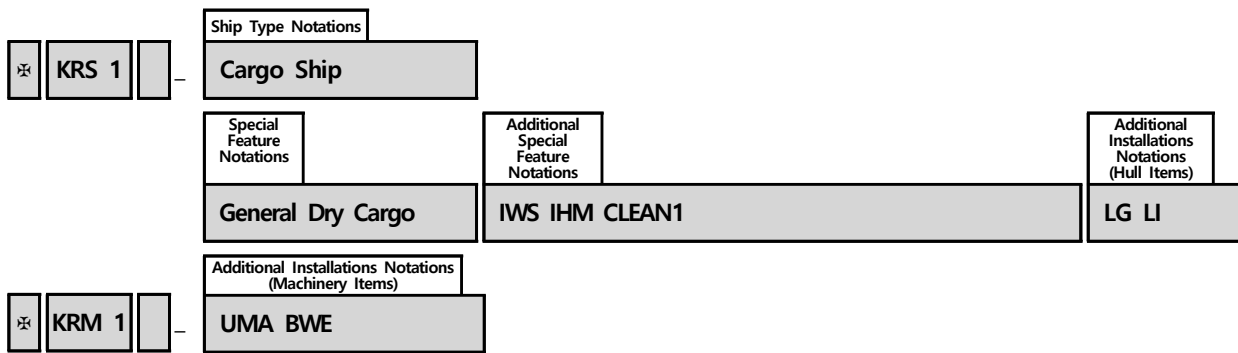 Ship Type Notations
✠ KRS 1 _ Cargo Ship
Special
Feature
Notations
Additional
Special
Feature
Notations
Additional
Installations
Notations
(Hull Items)
General Dry Cargo
IWS IHM CLEAN1
LG LI
Additional Installations Notations
(Machinery Items)
✠ KRM 1 _ UMA BWE